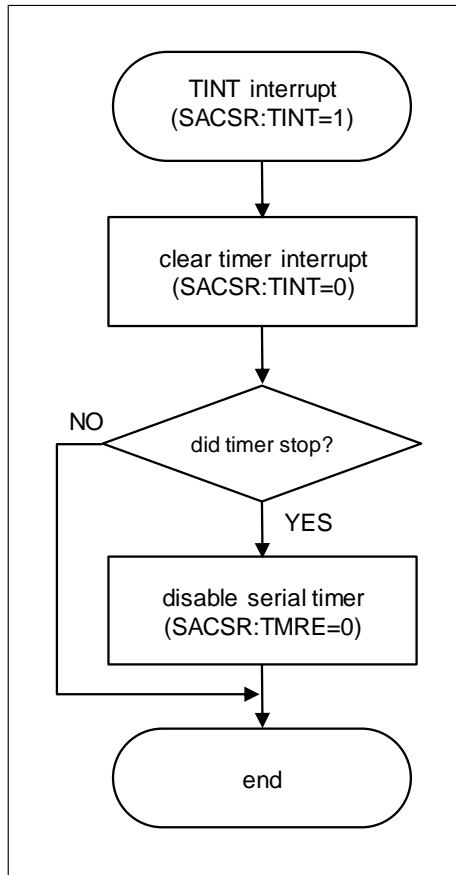 TINT interrupt
(SACSR:TINT=1)
clear timer interrupt
(SACSR:TINT=0)
NO
did timer stop?
YES
disable serial timer
(SACSR:TMRE=0)
end